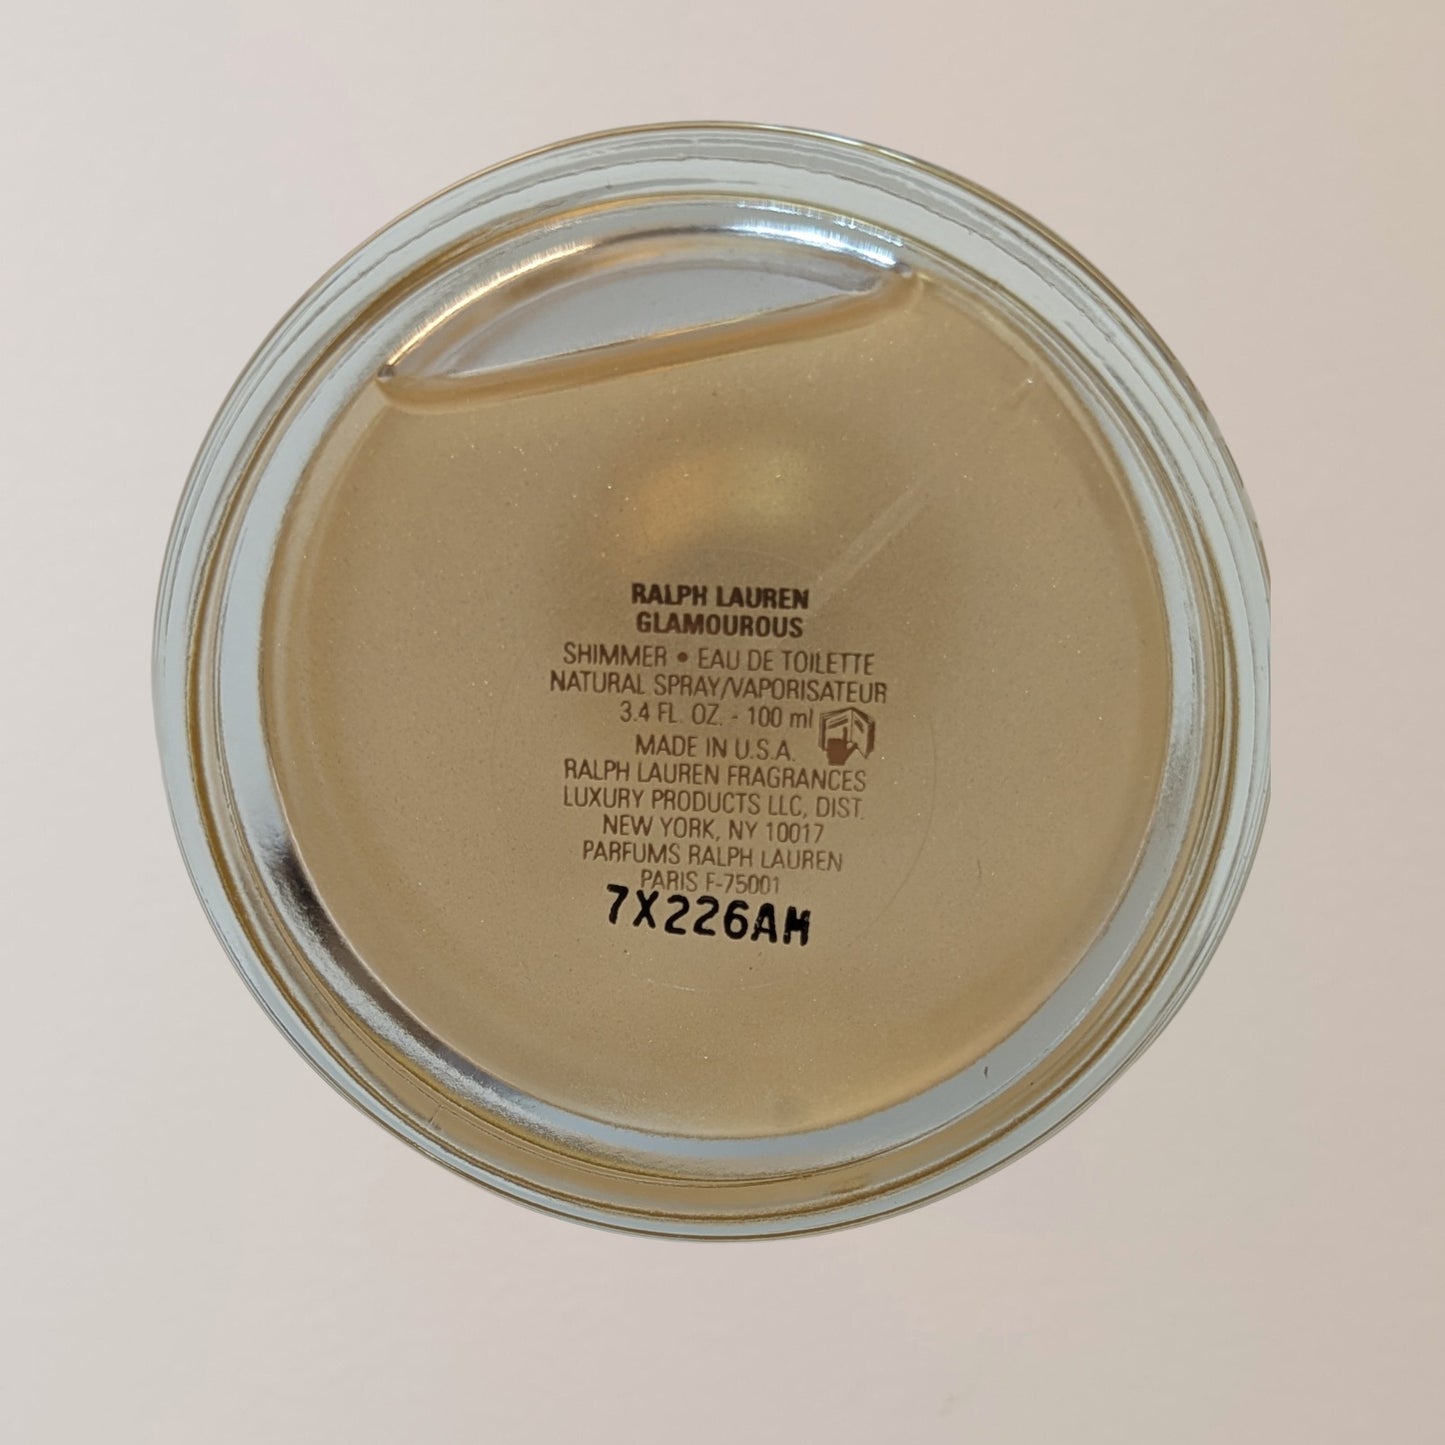 RALPH LAUREN
GLAMOUROUS
SHIMMER • EAU DE TOILETTE
NATURAL SPRAY/VAPORISATEUR
3.4 FL. OZ. - 100 ml
MADE IN U.S.A.
RALPH LAUREN FRAGRANCES
LUXURY PRODUCTS LLC, DIST.
NEW YORK, NY 10017
PARFUMS RALPH LAUREN
PARIS F-75001
7X226AM